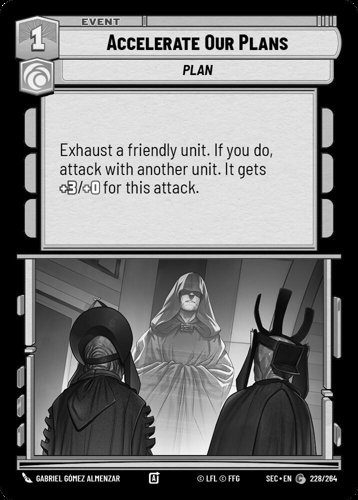 EVENT
1
ACCELERATE OUR PLANS
PLAN
Exhaust a friendly unit. If you do,
attack with another unit. It gets
+3/+0 for this attack.
GABRIEL GÓMEZ ALMENZAR
© LFL © FFG
SEC • EN
C
228/264